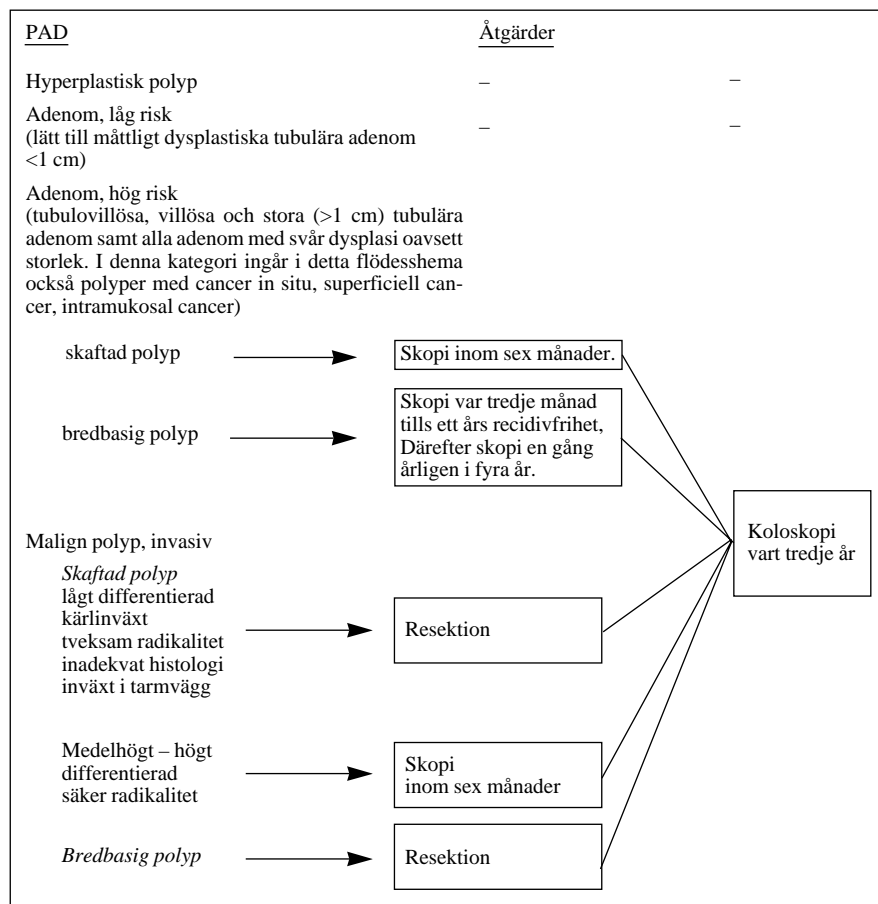 PAD Åtgärder
Hyperplastisk polyp – –
Adenom, låg risk
(lätt till måttligt dysplastiska tubulära adenom – –
<1 cm)
Adenom, hög risk
(tubulovillösa, villösa och stora (>1 cm) tubulära
adenom samt alla adenom med svår dysplasi oavsett
storlek. I denna kategori ingår i detta flödesshema
också polyper med cancer in situ, superficiell can-
cer, intramukosal cancer)
skaftad polyp
Skopi inom sex månader.
bredbasig polyp
Skopi var tredje månad
tills ett års recidivfrihet,
Därefter skopi en gång
årligen i fyra år.
Koloskopi
vart tredje år
Malign polyp, invasiv
Skaftad polyp
lågt differentierad
kärlinväxt
tveksam radikalitet
inadekvat histologi
inväxt i tarmvägg
Resektion
Medelhögt – högt
differentierad
säker radikalitet
Skopi
inom sex månader
Bredbasig polyp
Resektion